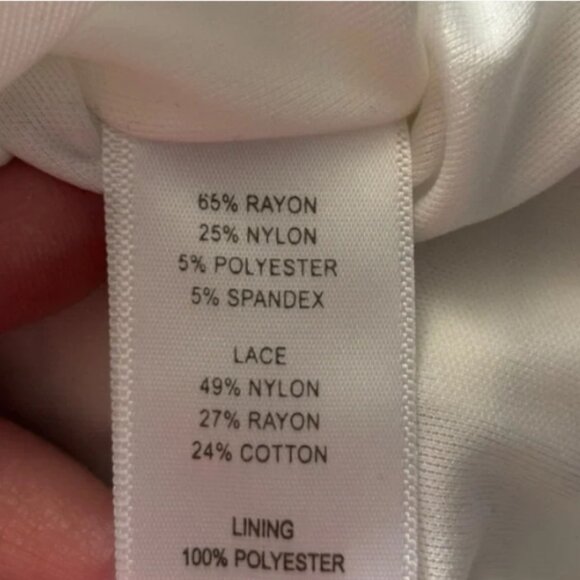 65% RAYON
25% NYLON
5% POLYESTER
5% SPANDEX
LACE
49% NYLON
27% RAYON
24% COTTON
LINING
100% POLYESTER